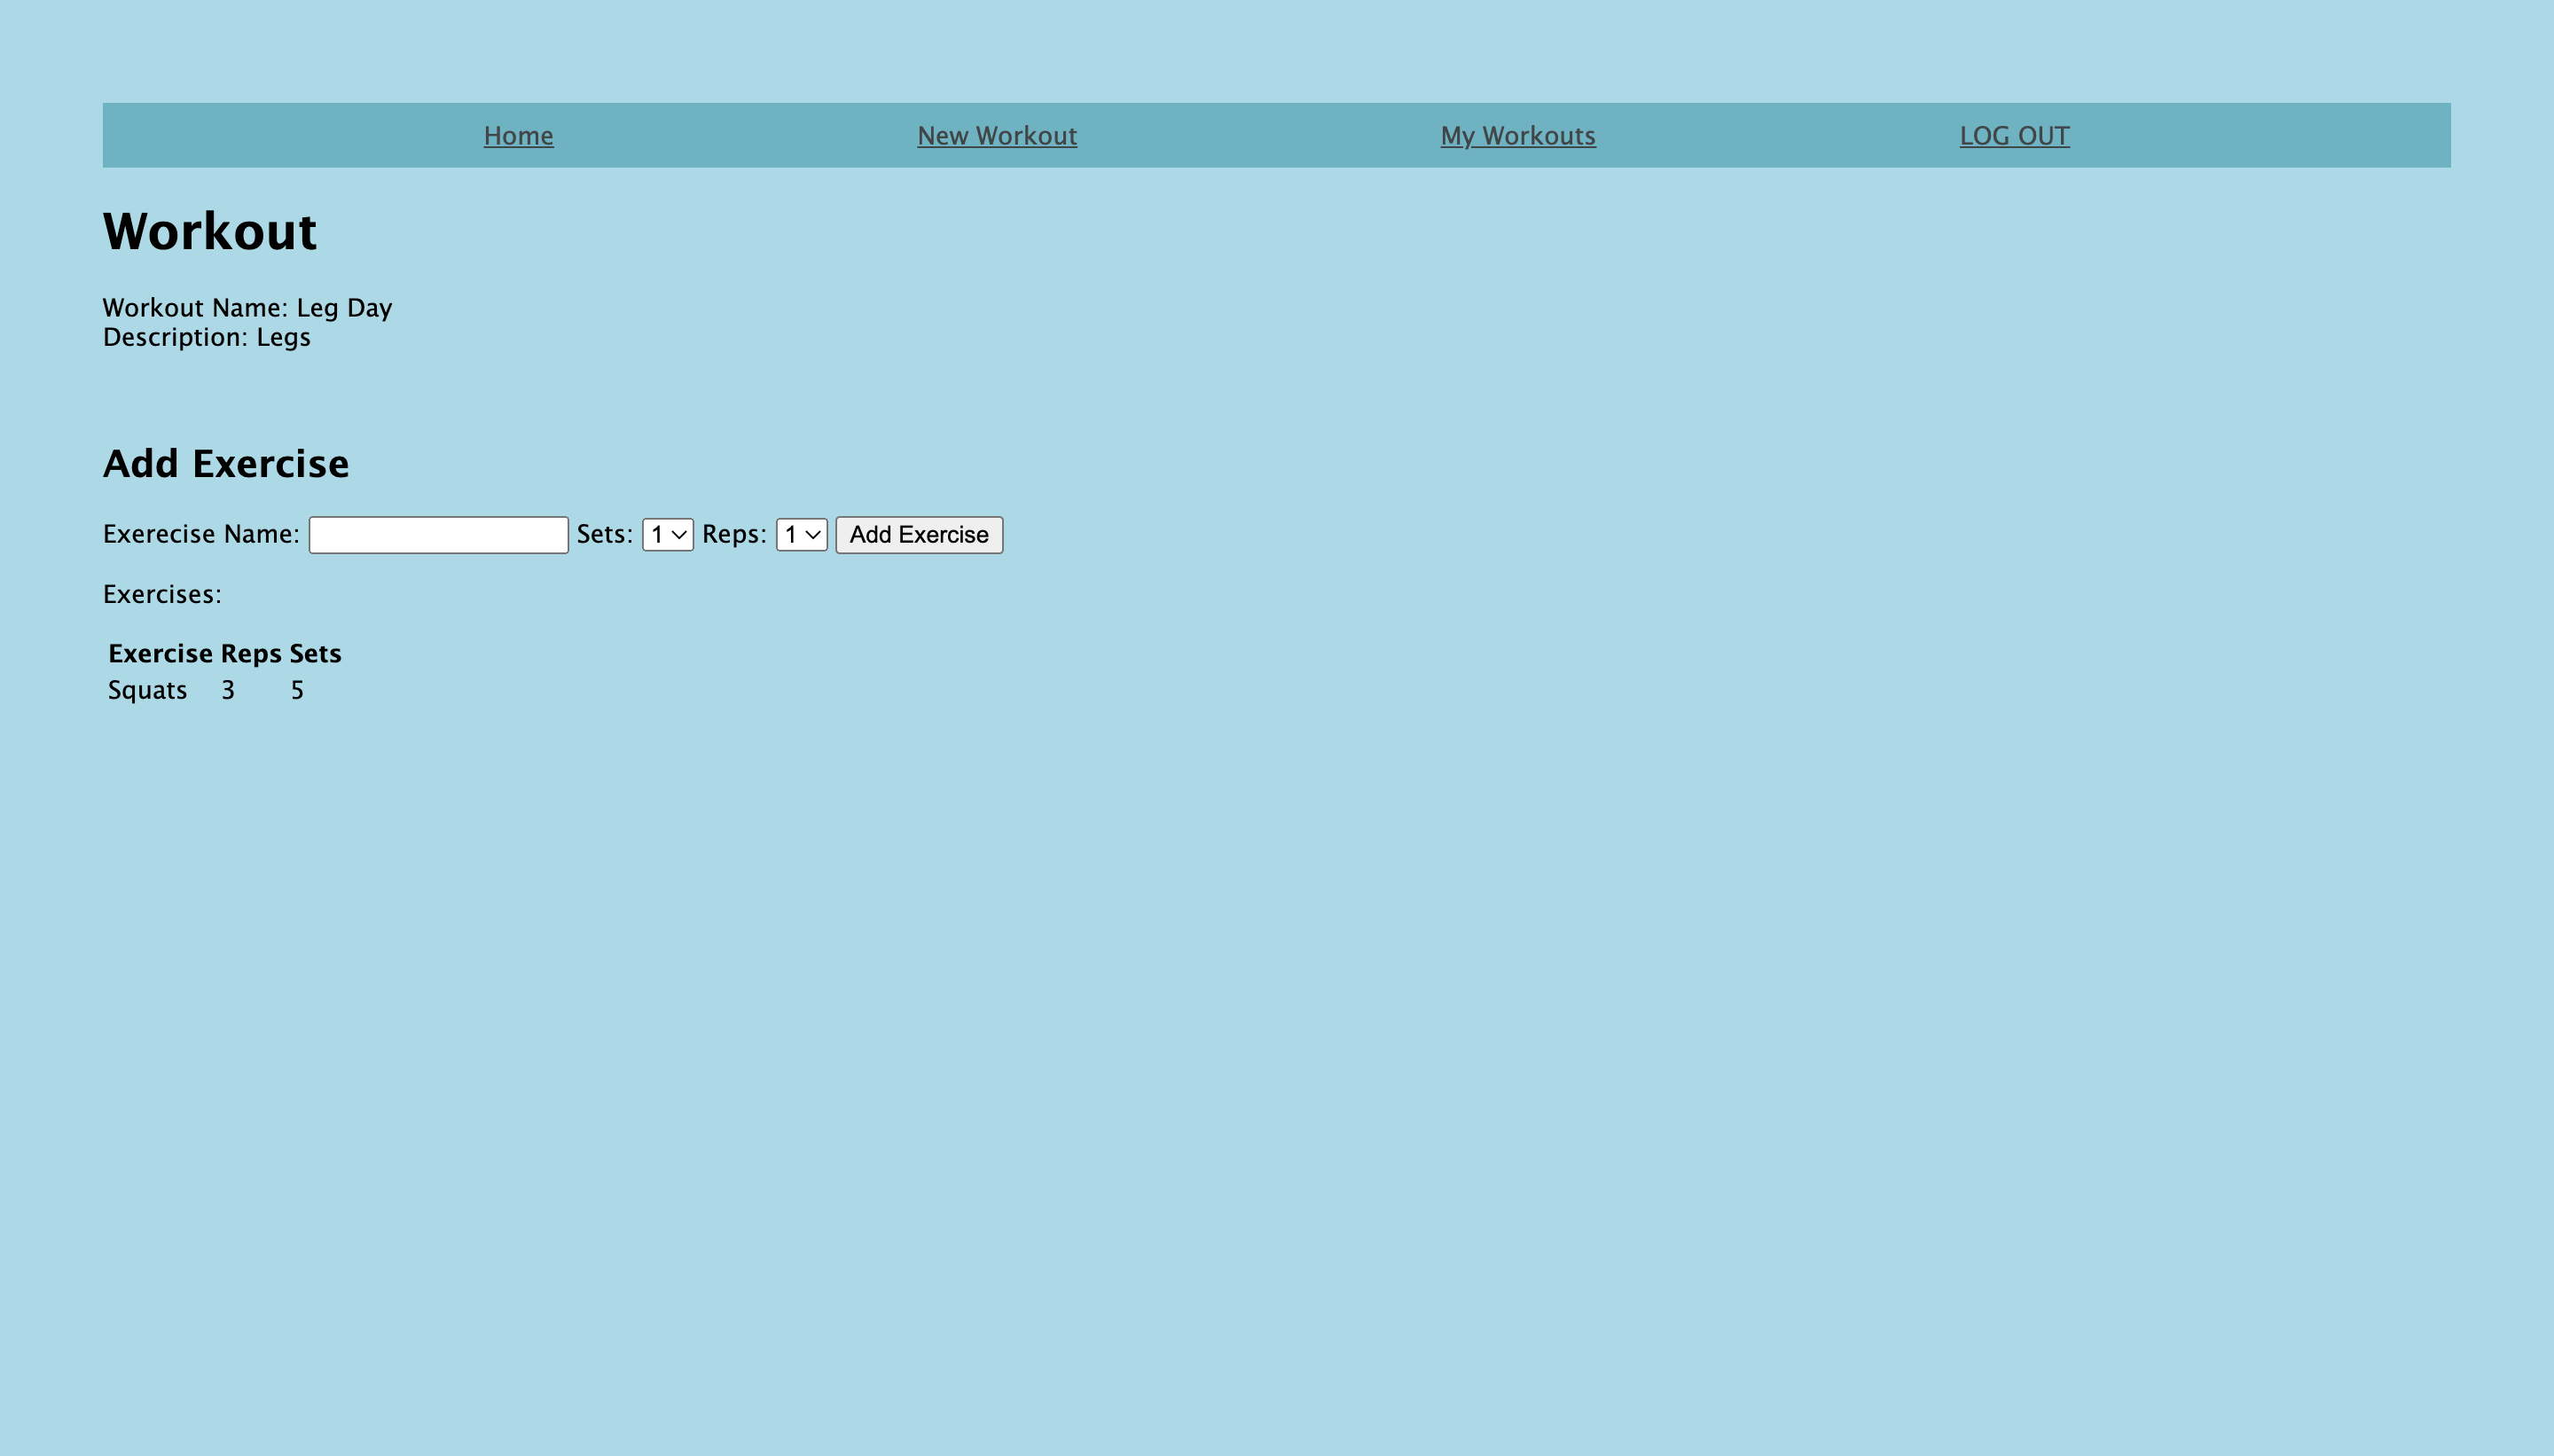 Home New Workout My Workouts LOG OUT
Workout
Workout Name: Leg Day
Description: Legs
Add Exercise
Exerecise Name: Sets: 1 Reps: 1 Add Exercise
Exercises:
Exercise Reps Sets
Squats 3 5